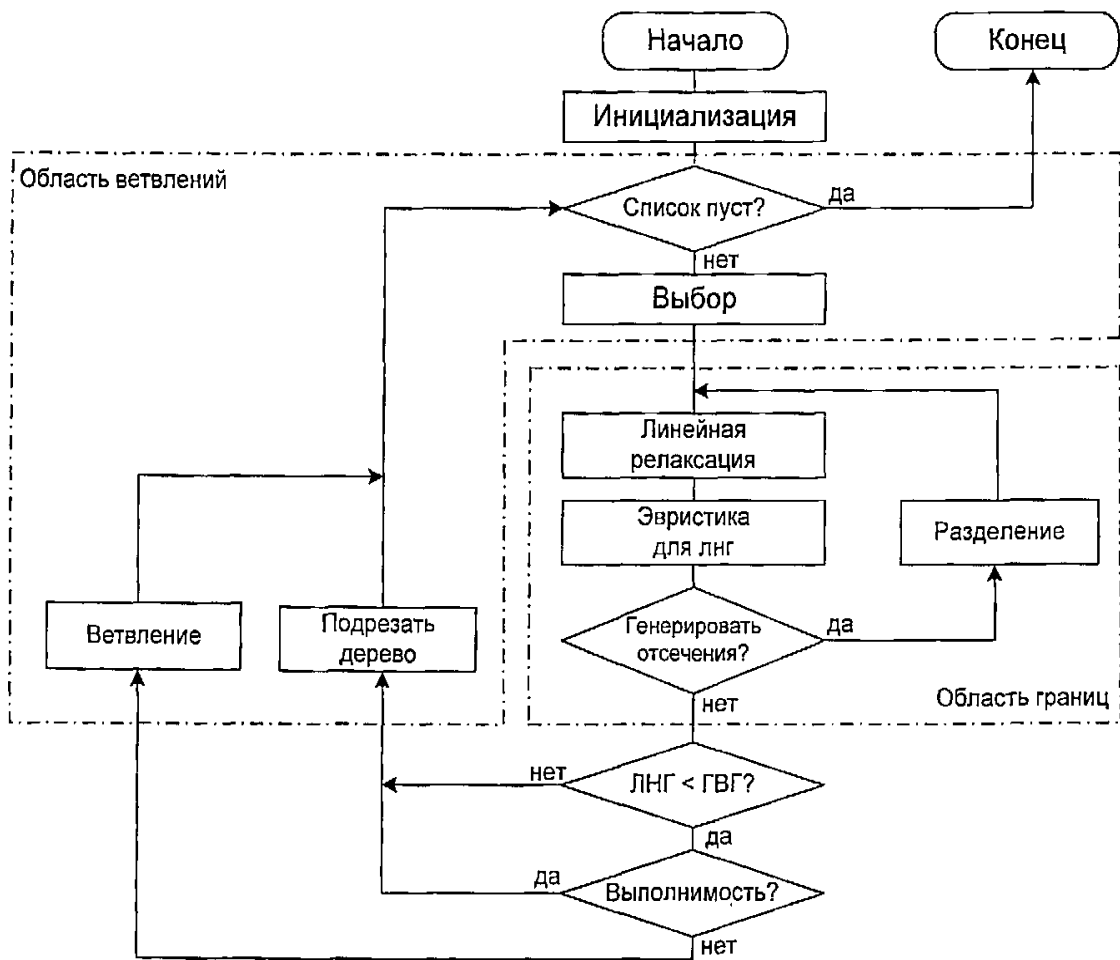 Начало
Конец
Инициализация
Область ветвлений
Список пуст?
да
нет
Выбор
Линейная
релаксация
Эвристика
для лнг
Разделение
Ветвление
Подрезать
дерево
Генерировать
отсечения?
да
нет
Область границ
нет
ЛНГ < ГВГ?
да
да
Выполнимость?
нет